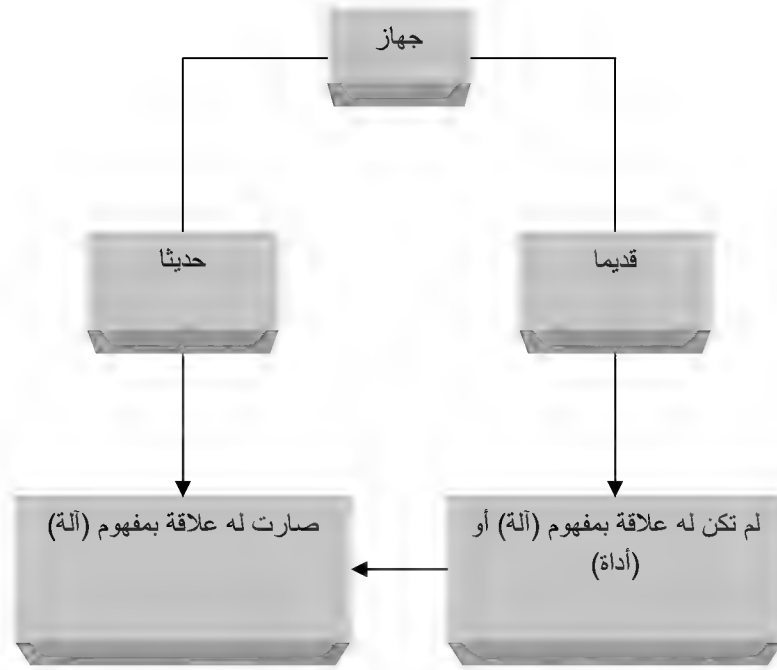 جهاز
قديما
حديثا
لم تكن له علاقة بمفهوم (آلة) أو
(أداة)
صارت له علاقة بمفهوم (آلة)